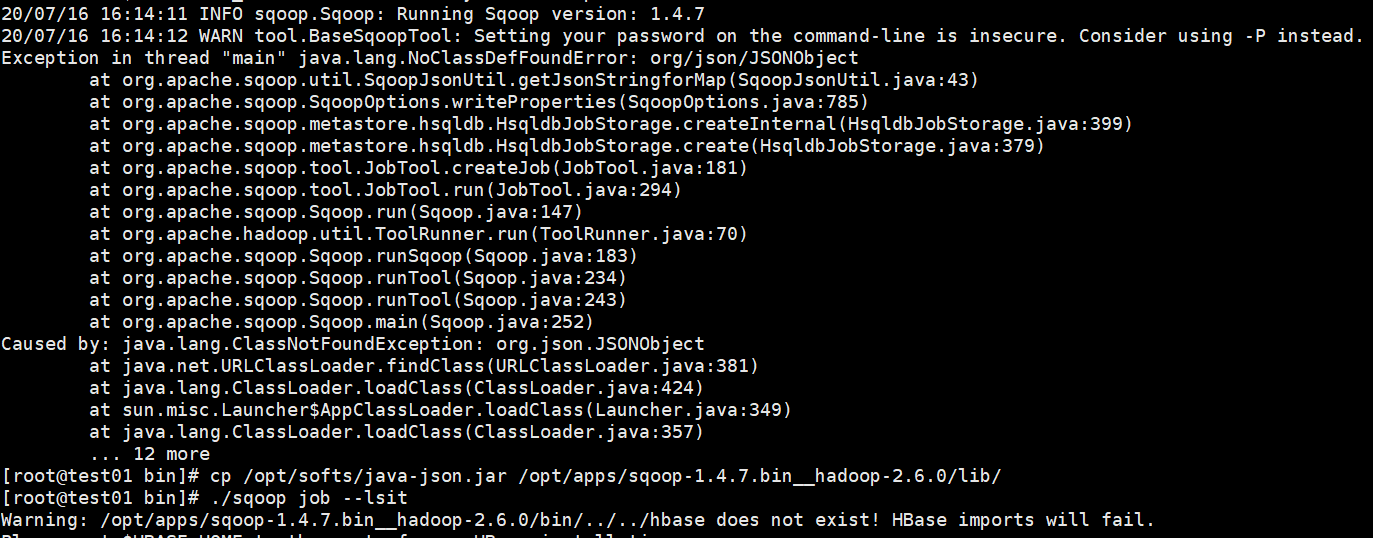 20/07/16 16:14:11 INFO sqoop.Sqoop: Running Sqoop version: 1.4.7
20/07/16 16:14:12 WARN tool.BaseSqoopTool: Setting your password on the command-line is insecure. Consider using -P instead.
Exception in thread "main" java.lang.NoClassDefFoundError: org/json/JSONObject
        at org.apache.sqoop.util.SqoopJsonUtil.getJsonStringforMap(SqoopJsonUtil.java:43)
        at org.apache.sqoop.SqoopOptions.writeProperties(SqoopOptions.java:785)
        at org.apache.sqoop.metastore.hsqldb.HsqldbJobStorage.createInternal(HsqldbJobStorage.java:399)
        at org.apache.sqoop.metastore.hsqldb.HsqldbJobStorage.create(HsqldbJobStorage.java:379)
        at org.apache.sqoop.tool.JobTool.createJob(JobTool.java:181)
        at org.apache.sqoop.tool.JobTool.run(JobTool.java:294)
        at org.apache.sqoop.Sqoop.run(Sqoop.java:147)
        at org.apache.hadoop.util.ToolRunner.run(ToolRunner.java:70)
        at org.apache.sqoop.Sqoop.runSqoop(Sqoop.java:183)
        at org.apache.sqoop.Sqoop.runTool(Sqoop.java:234)
        at org.apache.sqoop.Sqoop.runTool(Sqoop.java:243)
        at org.apache.sqoop.Sqoop.main(Sqoop.java:252)
Caused by: java.lang.ClassNotFoundException: org.json.JSONObject
        at java.net.URLClassLoader.findClass(URLClassLoader.java:381)
        at java.lang.ClassLoader.loadClass(ClassLoader.java:424)
        at sun.misc.Launcher$AppClassLoader.loadClass(Launcher.java:349)
        at java.lang.ClassLoader.loadClass(ClassLoader.java:357)
        ... 12 more
[root@test01 bin]# cp /opt/softs/java-json.jar /opt/apps/sqoop-1.4.7.bin__hadoop-2.6.0/lib/
[root@test01 bin]# ./sqoop job --lsit
Warning: /opt/apps/sqoop-1.4.7.bin__hadoop-2.6.0/bin/../../hbase does not exist! HBase imports will fail.